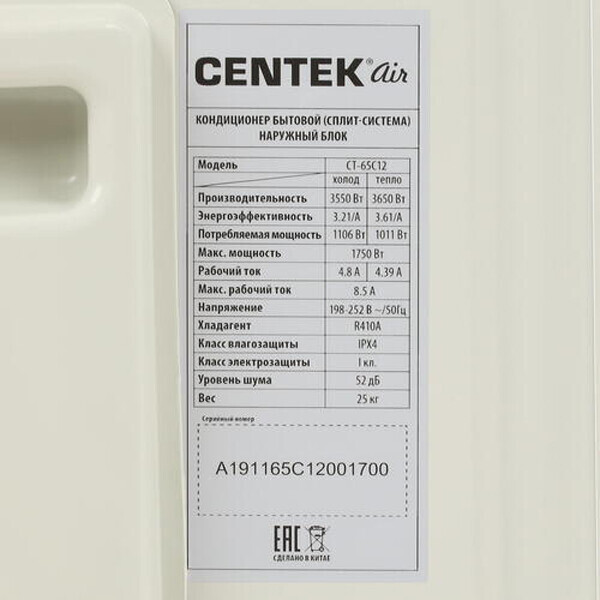 CENTEK® air
КОНДИЦИОНЕР БЫТОВОЙ (СПЛИТ-СИСТЕМА)
НАРУЖНЫЙ БЛОК
Модель CT-65C12
холод тепло
Производительность 3550 Вт 3650 Вт
Энергоэффективность 3.21/А 3.61/А
Потребляемая мощность 1106 Вт 1011 Вт
Макс. мощность 1750 Вт
Рабочий ток 4.8 А 4.39 А
Макс. рабочий ток 8.5 А
Напряжение 198-252 В ~/50Гц
Хладагент R410A
Класс влагозащиты IPX4
Класс электрозащиты I кл.
Уровень шума 52 дБ
Вес 25 кг
Серийный номер
A191165C12001700
EAC
СДЕЛАНО В КИТАЕ